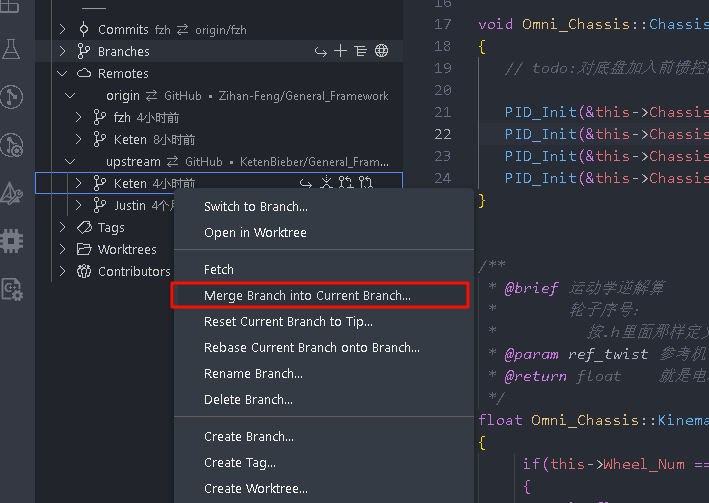 Commits fzh ⇄ origin/fzh
Branches
Remotes
origin ⇄ GitHub • Zihan-Feng/General_Framework
fzh 4小时前
Keten 8小时前
upstream ⇄ GitHub • KetenBieber/General_Fram...
Keten 4小时前
Justin 4个
Tags
Worktrees
Contributors
Switch to Branch...
Open in Worktree
Fetch
Merge Branch into Current Branch...
Reset Current Branch to Tip...
Rebase Current Branch onto Branch...
Rename Branch...
Delete Branch...
Create Branch...
Create Tag...
Create Worktree...
16
17 void Omni_Chassis::Chassis
18 {
19 // todo:对底盘加入前馈控
20
21 PID_Init(&this->Chassis
22 PID_Init(&this->Chassis
23 PID_Init(&this->Chassis
24 PID_Init(&this->Chassis
}
/**
* @brief 运动学逆解算
* 轮子序号:
* 按.h里面那样定义
* @param ref_twist 参考机
* @return float 就是电
*/
float Omni_Chassis::Kinema
{
if(this->Wheel_Num ==
{